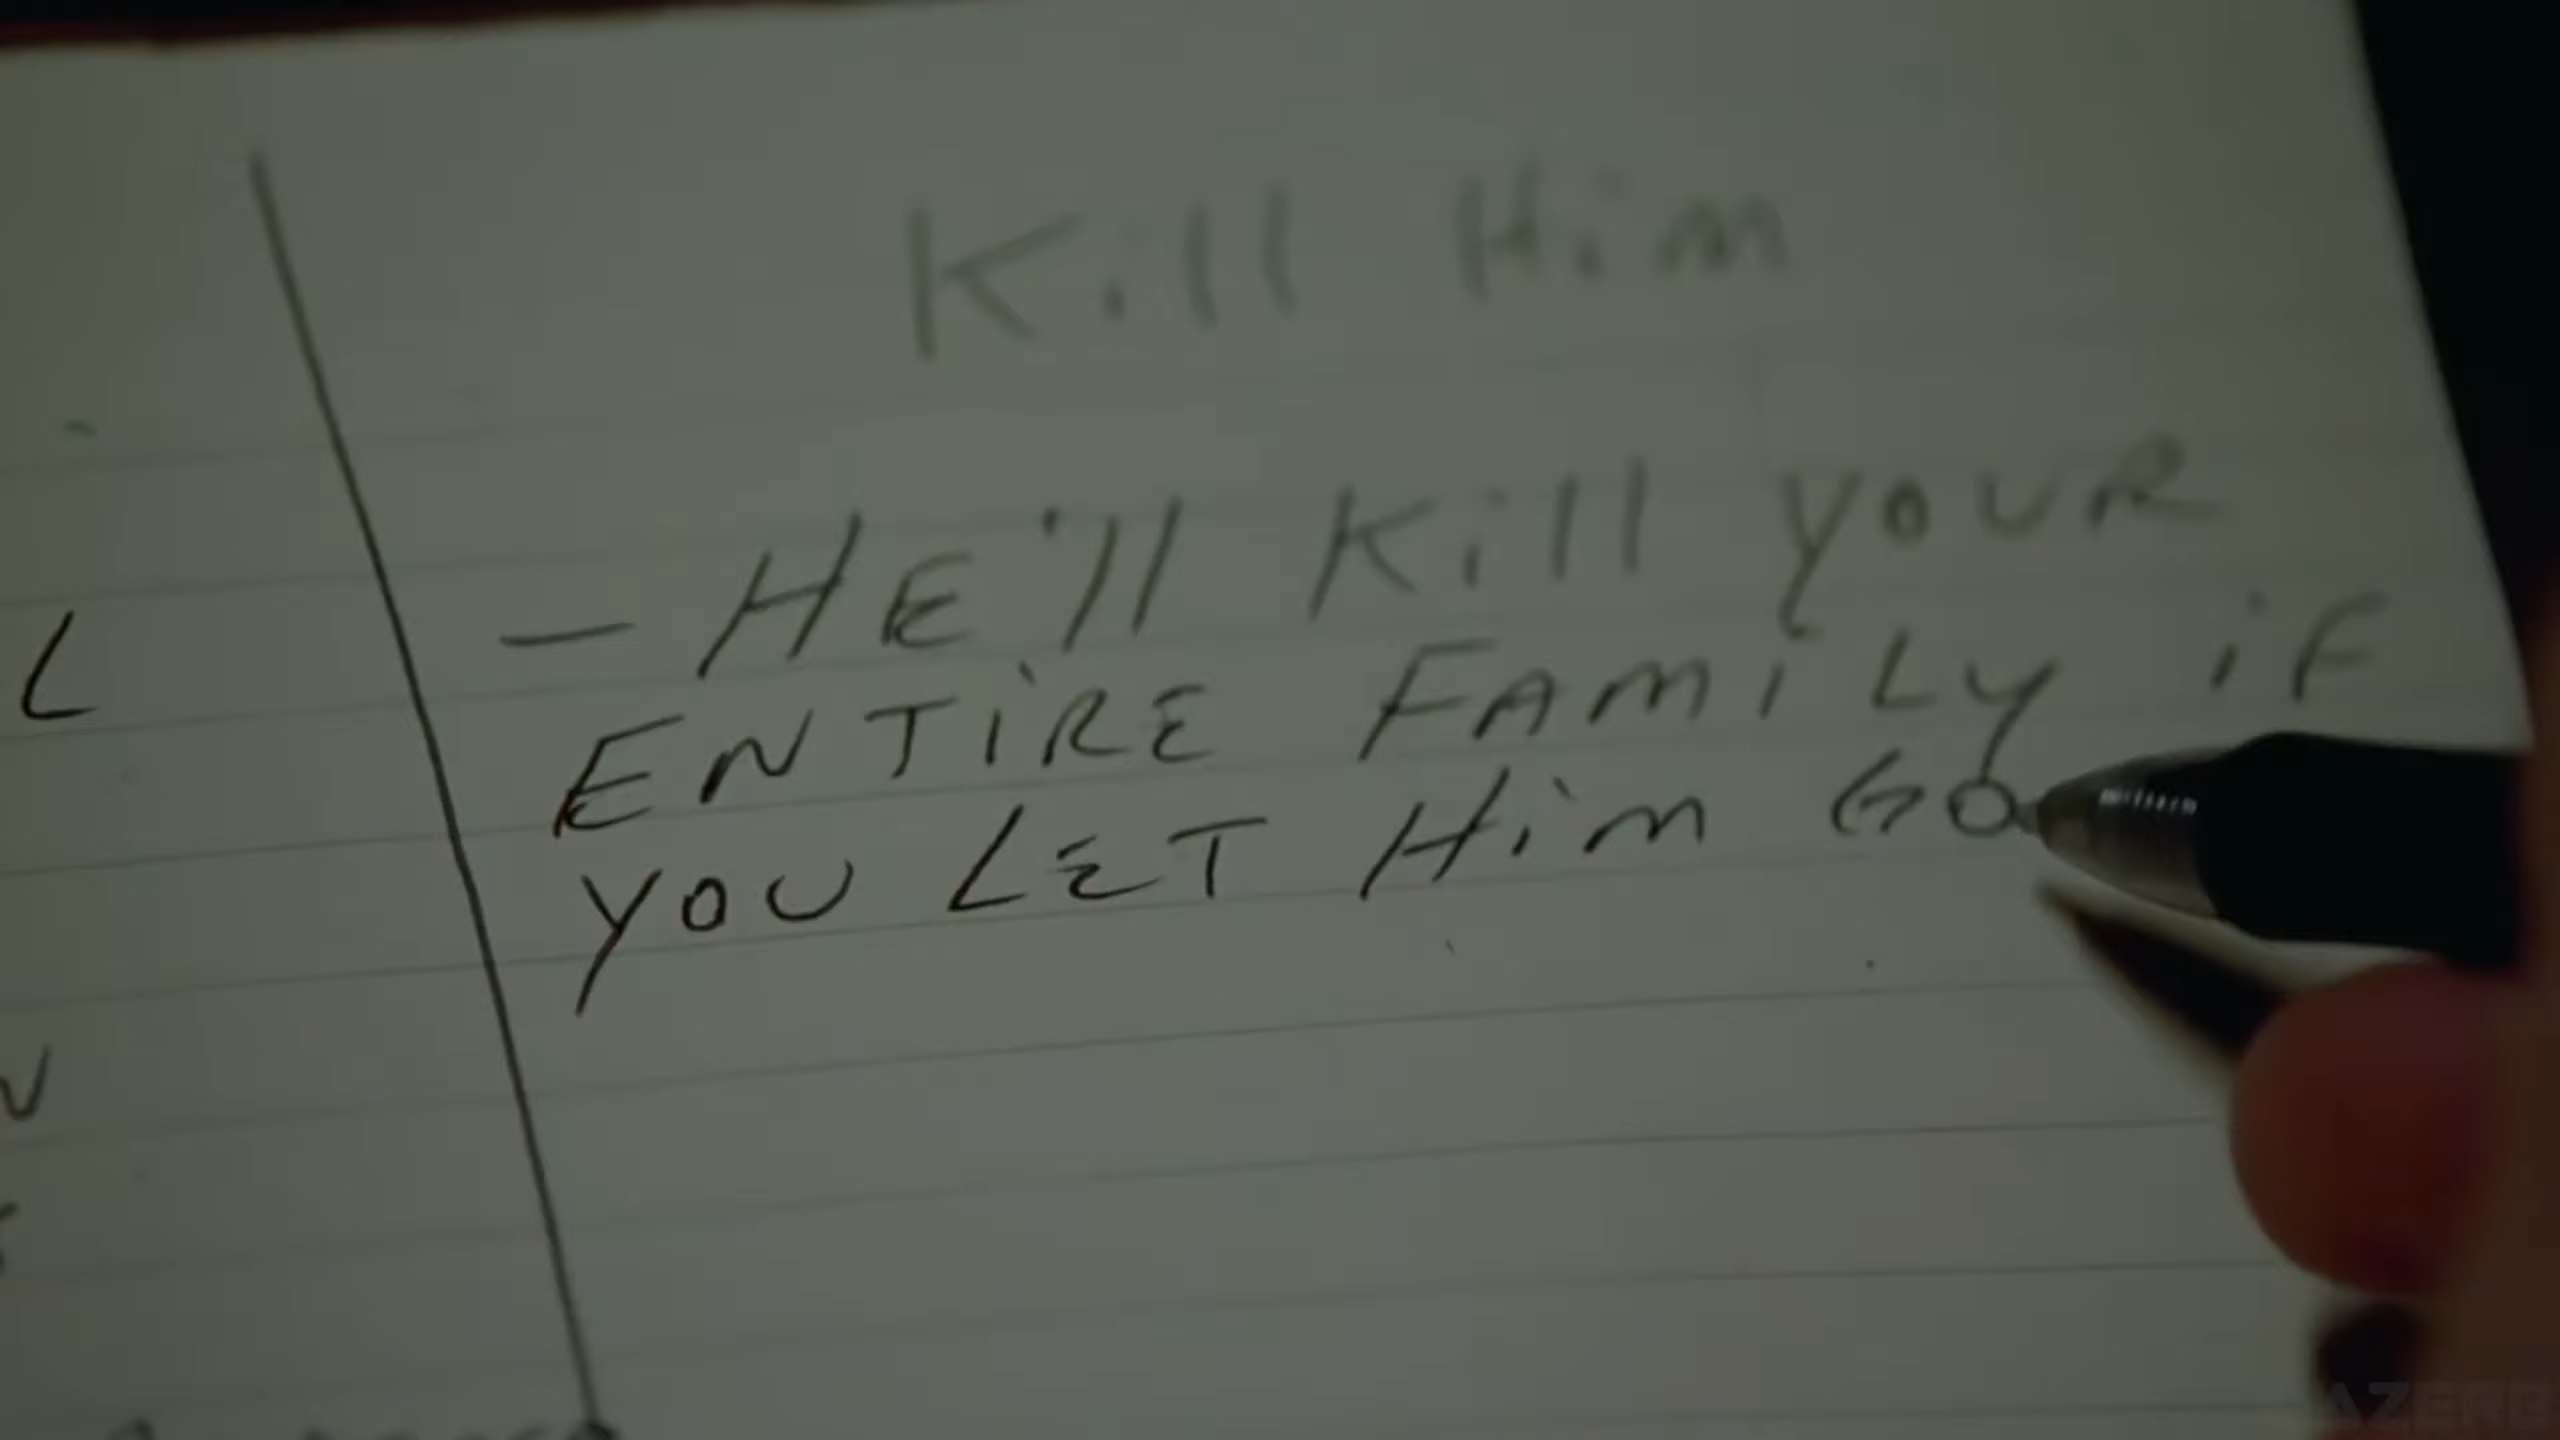 Kill Him
L
- HE'll Kill YOUR
ENTiRE FAMiLY iF
YOU LET Him GO
N